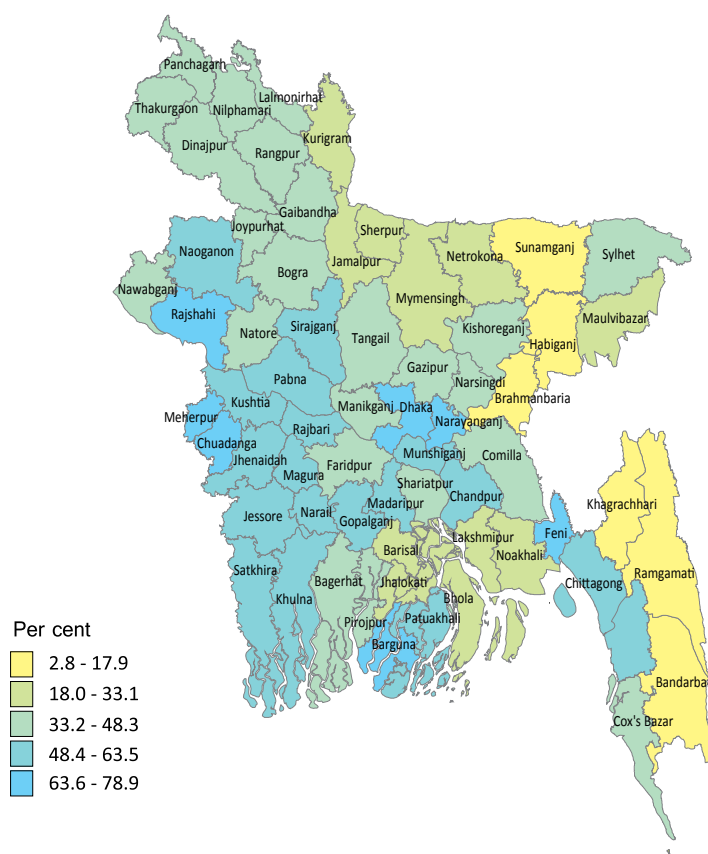 Panchagarh
Lalmonirhat
Thakurgaon
Nilphamari
Kurigram
Dinajpur
Rangpur
Gaibandha
Joypurhat
Sherpur
Naoganon
Sunamganj
Sylhet
Netrokona
Jamalpur
Bogra
Nawabganj
Mymensingh
Rajshahi
Maulvibazar
Sirajganj
Kishoreganj
Natore
Tangail
Habiganj
Gazipur
Pabna
Narsingdi
Brahmanbaria
Kushtia
Manikganj
Dhaka
Meherpur
Narayanganj
Rajbari
Chuadanga
Munshiganj
Comilla
Jhenaidah
Faridpur
Magura
Shariatpur
Chandpur
Madaripur
Khagrachhari
Narail
Jessore
Gopalganj
Feni
Lakshmipur
Barisal
Noakhali
Satkhira
Ramgamati
Bagerhat
Jhalokati
Chittagong
Khulna
Bhola
Patuakhali
Pirojpur
Barguna
Bandarba
Cox's Bazar
Per cent
2.8 - 17.9
18.0 - 33.1
33.2 - 48.3
48.4 - 63.5
63.6 - 78.9